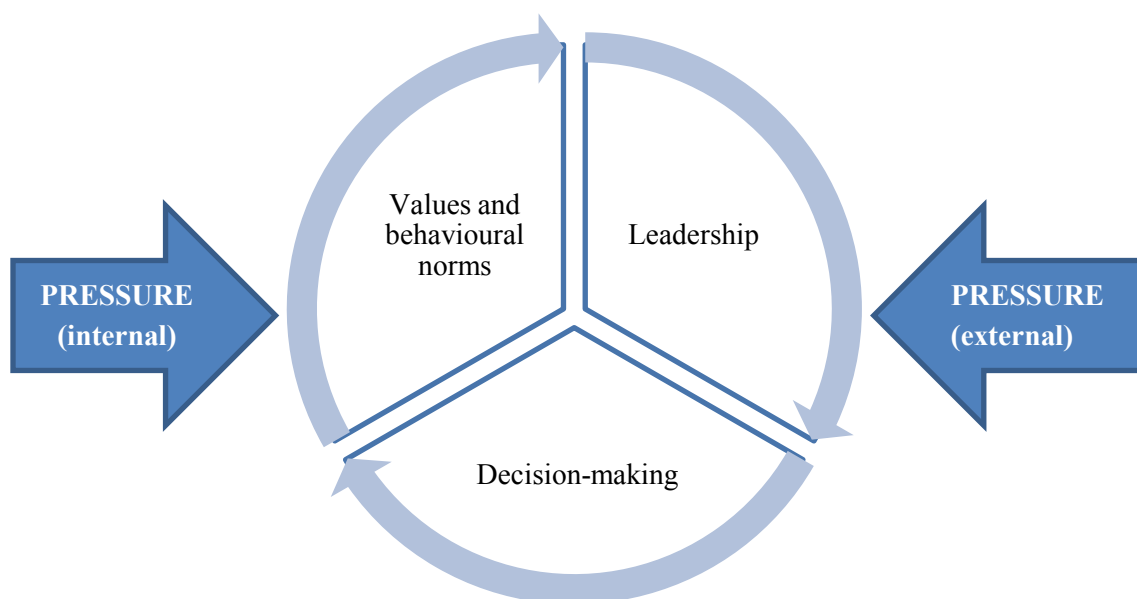 Values and
behavioural
norms
Leadership
PRESSURE
(internal)
PRESSURE
(external)
Decision-making